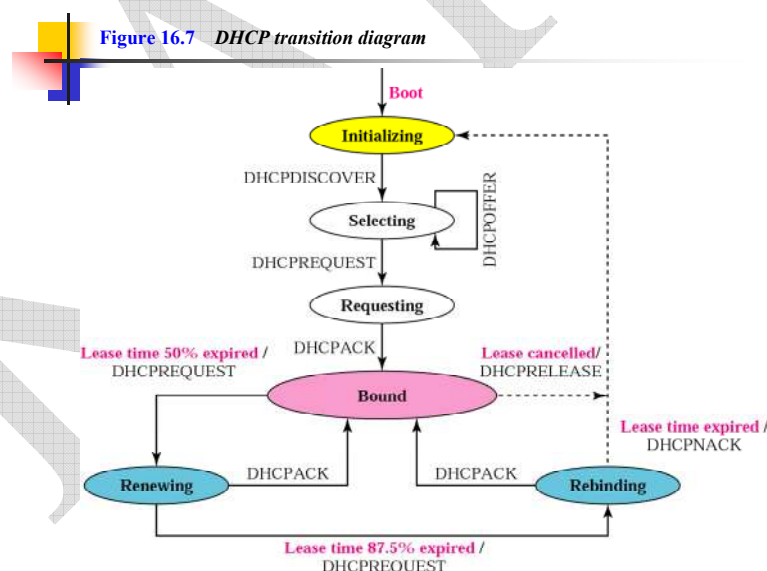 Figure 16.7 DHCP transition diagram
Boot
Initializing
DHCPDISCOVER
Selecting
DHCPOFFER
DHCPREQUEST
Requesting
DHCPACK
Lease time 50% expired /
DHCPREQUEST
Lease cancelled/
DHCPRELEASE
Bound
Lease time expired /
DHCPNACK
Renewing
DHCPACK
DHCPACK
Rebinding
Lease time 87.5% expired /
DHCPREQUEST